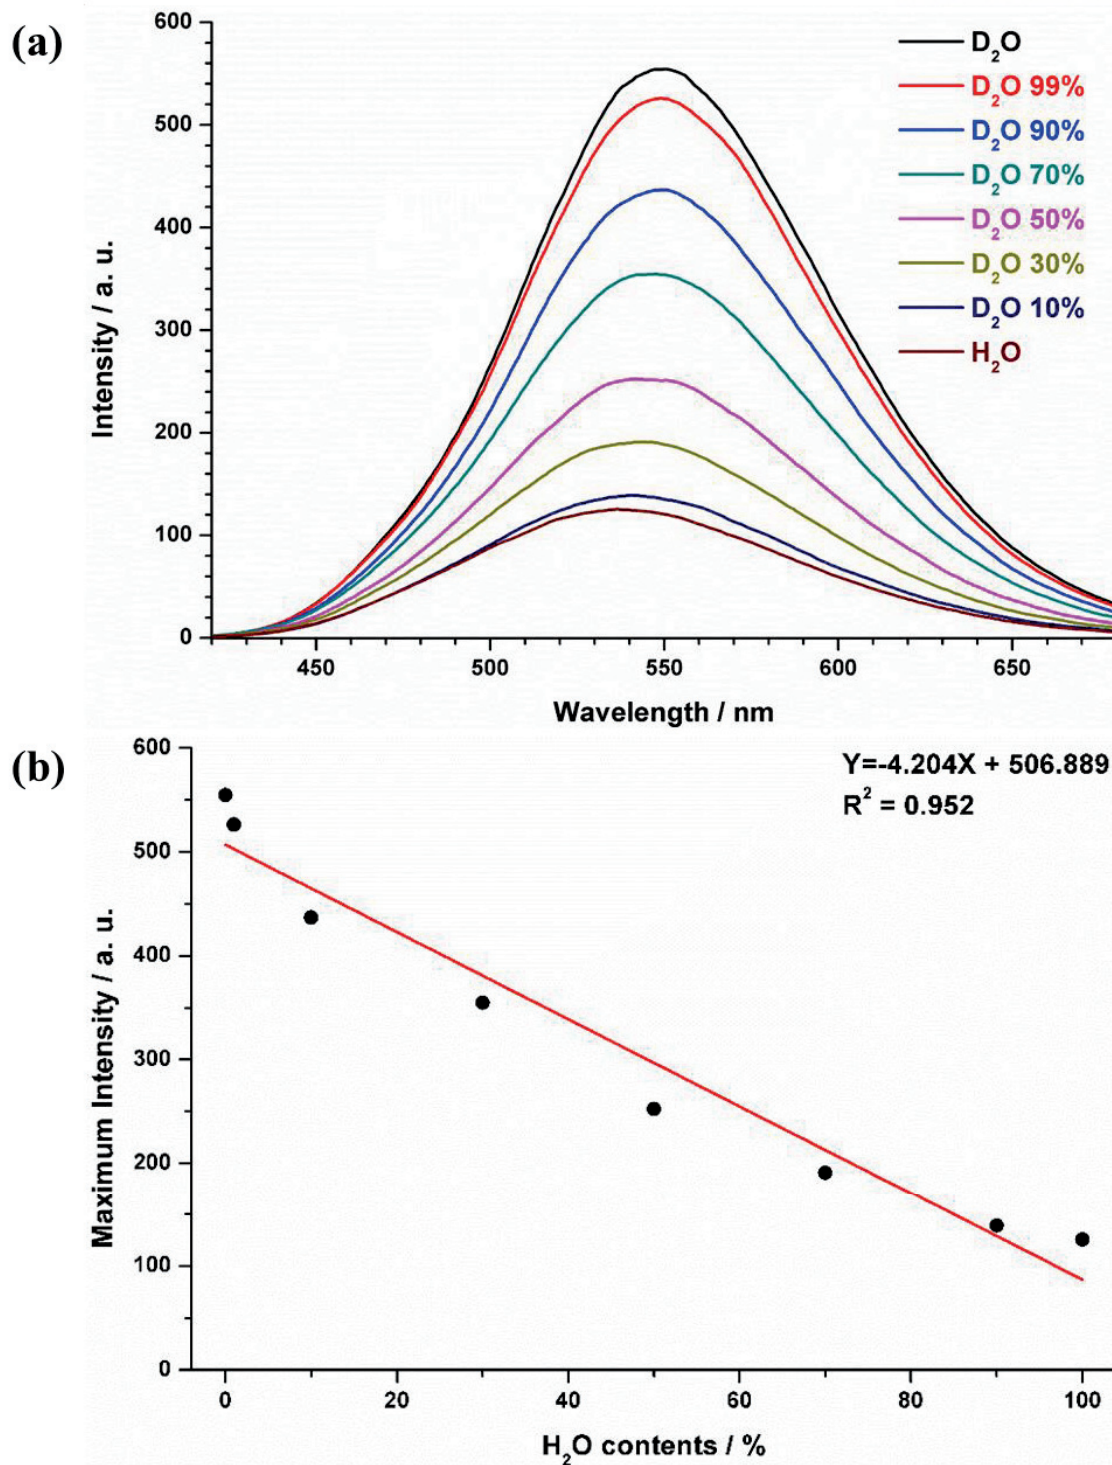 (a)
600
500
400
300
200
100
0
Intensity / a. u.
D₂O
D₂O 99%
D₂O 90%
D₂O 70%
D₂O 50%
D₂O 30%
D₂O 10%
H₂O
450 500 550 600 650
Wavelength / nm
(b)
Y=-4.204X + 506.889
R² = 0.952
600
500
400
300
200
100
0
Maximum Intensity / a. u.
0 20 40 60 80 100
H₂O contents / %